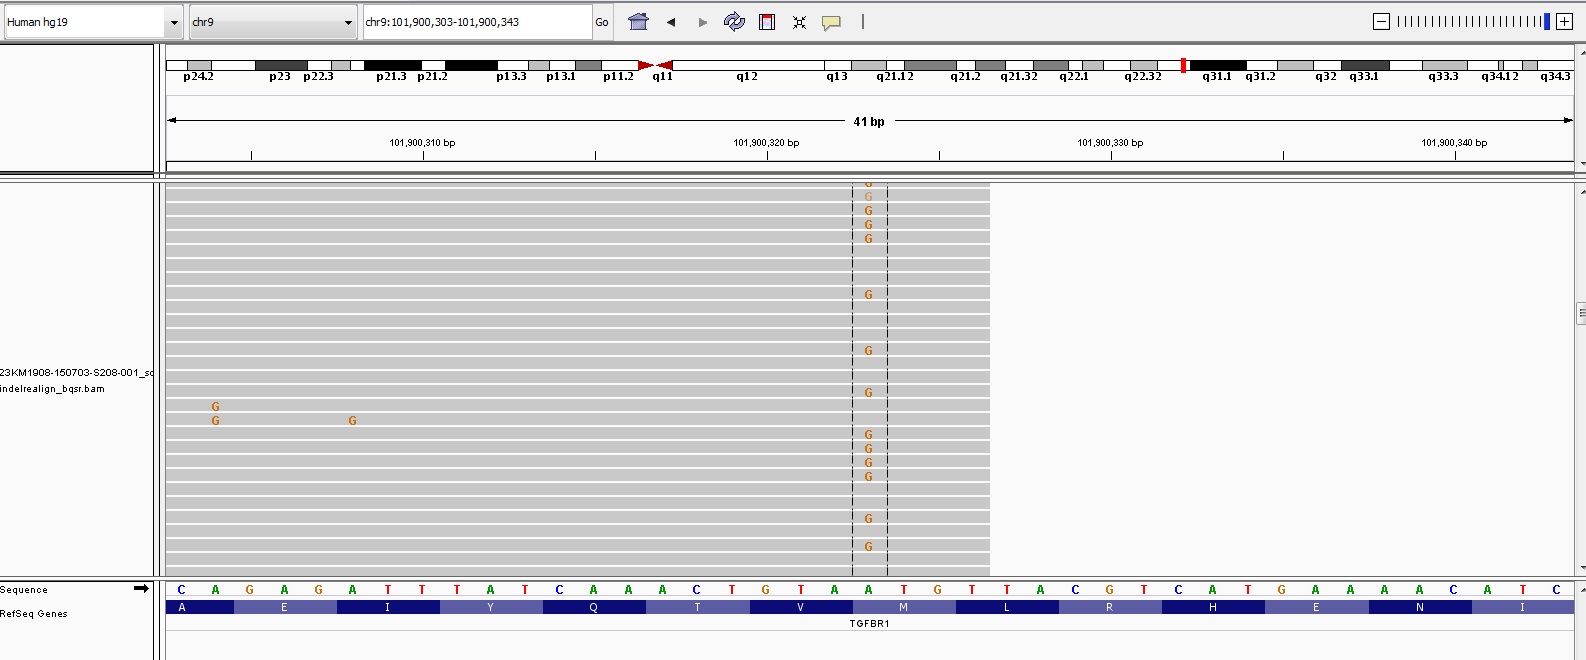 Human hg19 chr9 chr9:101,900,303-101,900,343 Go
p24.2 p23 p22.3 p21.3 p21.2 p13.3 p13.1 p11.2 q11 q12 q13 q21.12 q21.2 q21.32 q22.1 q22.32 q31.1 q31.2 q32 q33.1 q33.3 q34.12 q34.3
41 bp
101,900,310 bp 101,900,320 bp 101,900,330 bp 101,900,340 bp
G
G
G
G
G
G
G
23KM1908-150703-S208-001_so
indelrealign_bqsr.bam
G
G
G G
G
G
G
G
G
G
Sequence C A G A G A T T T A T C A A A C T G T A A T G T T A C G T C A T G A A A A C A T C
RefSeq Genes A E I Y Q T V M L R H E N I
TGFBR1